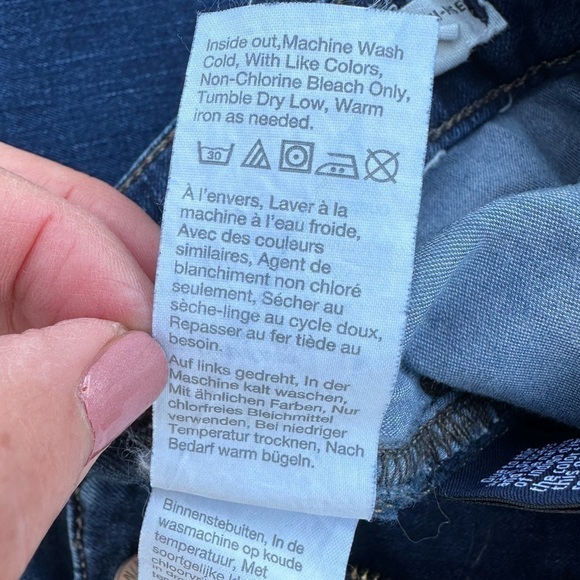 Inside out,Machine Wash
Cold, With Like Colors,
Non-Chlorine Bleach Only,
Tumble Dry Low, Warm
iron as needed.
30
À l'envers, Laver à la
machine à l'eau froide,
Avec des couleurs
similaires, Agent de
blanchiment non chloré
seulement, Sécher au
sèche-linge au cycle doux,
Repasser au fer tiède au
besoin.
Auf links gedreht, In der
Maschine kalt waschen,
Mit ähnlichen Farben, Nur
chlorfreies Bleichmittel
verwenden, Bei niedriger
Temperatur trocknen, Nach
Bedarf warm bügeln.
Binnenstebuiten, In de
wasmachine op koude
temperatuur, Met
soortgelijke